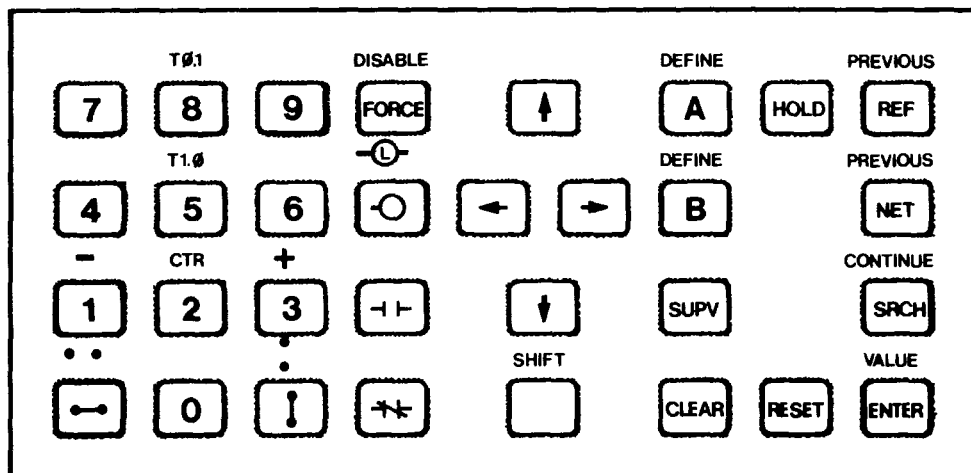 TØ.1 DISABLE DEFINE PREVIOUS
7 8 9 FORCE A HOLD REF
L
T1.Ø DEFINE PREVIOUS
4 5 6 B NET
- CTR + CONTINUE
1 2 3 SUPV SRCH
SHIFT VALUE
0 CLEAR RESET ENTER